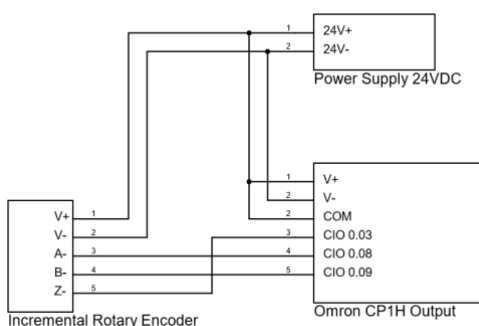 1 24V+
2 24V-
Power Supply 24VDC
1 V+
2 V-
2 COM
3 CIO 0.03
4 CIO 0.08
5 CIO 0.09
Omron CP1H Output
V+ 1
V- 2
A- 3
B- 4
Z- 5
Incremental Rotary Encoder